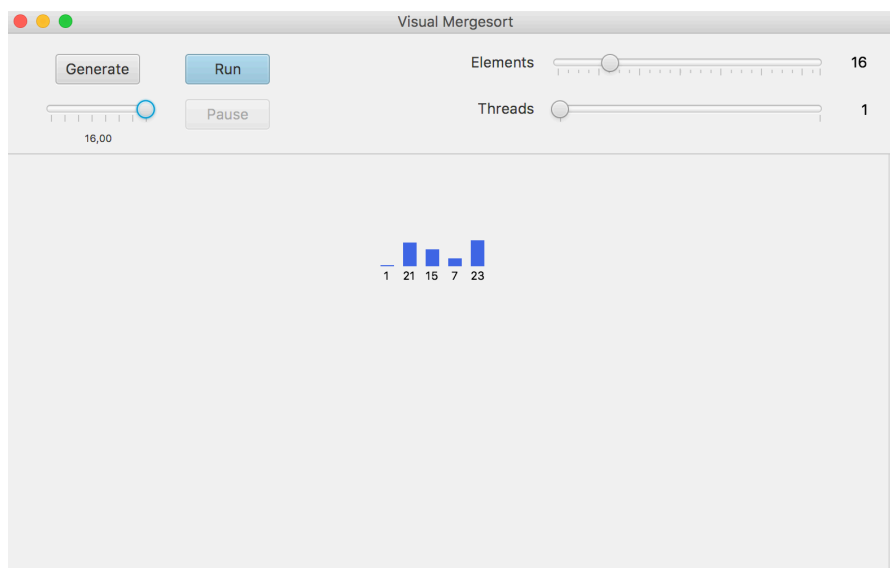 Visual Mergesort
Generate
Run
Elements
16
16,00
Pause
Threads
1
1 21 15 7 23